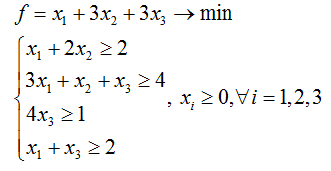 f = x₁ + 3x₂ + 3x₃ → min
x₁ + 2x₂ ≥ 2
3x₁ + x₂ + x₃ ≥ 4
4x₃ ≥ 1
x₁ + x₃ ≥ 2
, xᵢ ≥ 0, ∀i = 1,2,3